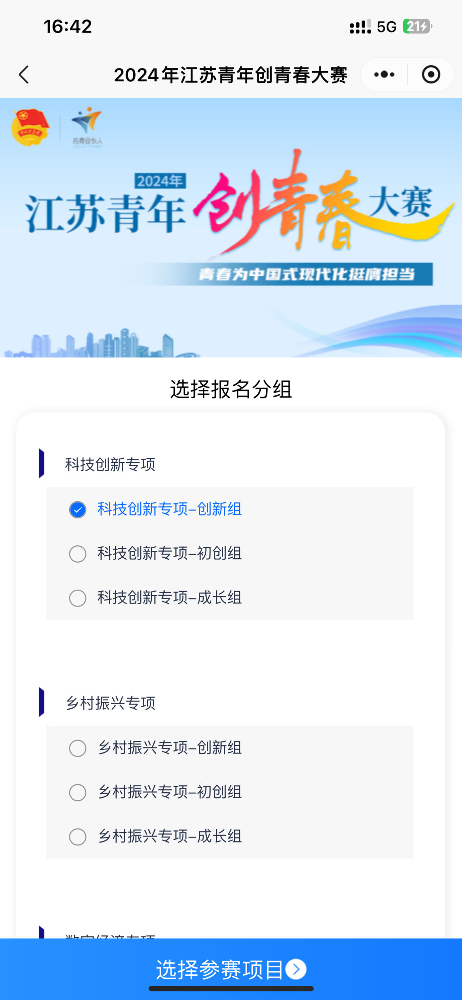 16:42
5G
21
2024年江苏青年创青春大赛
苏青合伙人
2024年
江苏青年创青春大赛
青春为中国式现代化挺膺担当
选择报名分组
科技创新专项
科技创新专项-创新组
科技创新专项-初创组
科技创新专项-成长组
乡村振兴专项
乡村振兴专项-创新组
乡村振兴专项-初创组
乡村振兴专项-成长组
数字经济专项
选择参赛项目